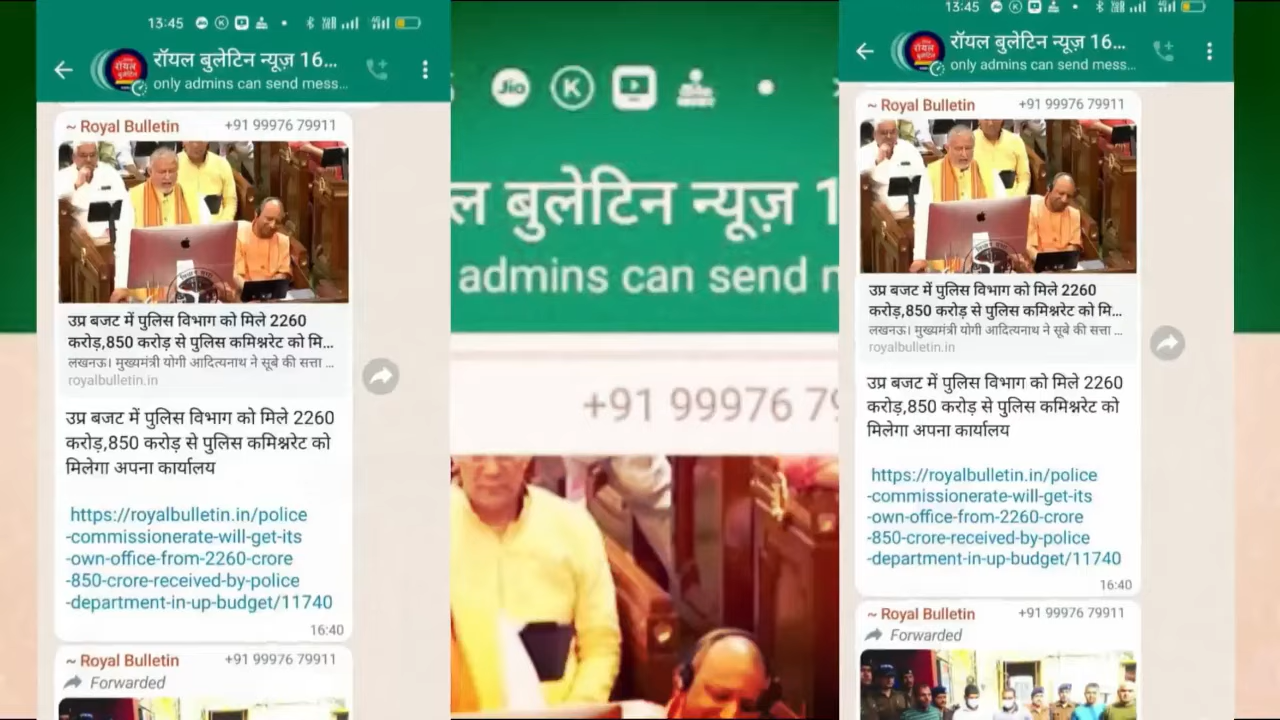 13:45
रॉयल बुलेटिन न्यूज़ 16...
only admins can send mess...
~ Royal Bulletin +91 99976 79911
उप्र बजट में पुलिस विभाग को मिले 2260
करोड़,850 करोड़ से पुलिस कमिश्नरेट को मि...
लखनऊ। मुख्यमंत्री योगी आदित्यनाथ ने सूबे की सत्ता ...
royalbulletin.in
उप्र बजट में पुलिस विभाग को मिले 2260
करोड़,850 करोड़ से पुलिस कमिश्नरेट को
मिलेगा अपना कार्यालय
https://royalbulletin.in/police
-commissionerate-will-get-its
-own-office-from-2260-crore
-850-crore-received-by-police
-department-in-up-budget/11740
16:40
~ Royal Bulletin +91 99976 79911
Forwarded
Jio K
ल बुलेटिन न्यूज़ 1
admins can send
+91 99976 79
13:45
रॉयल बुलेटिन न्यूज़ 16...
only admins can send mess...
~ Royal Bulletin +91 99976 79911
उप्र बजट में पुलिस विभाग को मिले 2260
करोड़,850 करोड़ से पुलिस कमिश्नरेट को मि...
लखनऊ। मुख्यमंत्री योगी आदित्यनाथ ने सूबे की सत्ता ...
royalbulletin.in
उप्र बजट में पुलिस विभाग को मिले 2260
करोड़,850 करोड़ से पुलिस कमिश्नरेट को
मिलेगा अपना कार्यालय
https://royalbulletin.in/police
-commissionerate-will-get-its
-own-office-from-2260-crore
-850-crore-received-by-police
-department-in-up-budget/11740
16:40
~ Royal Bulletin +91 99976 79911
Forwarded